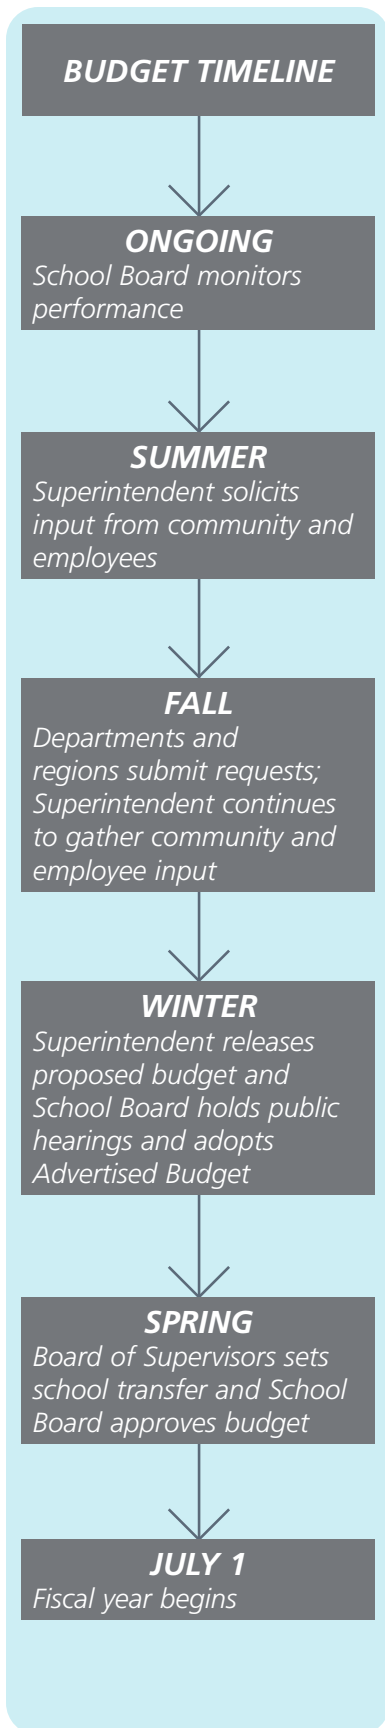 BUDGET TIMELINE
ONGOING
School Board monitors
performance
SUMMER
Superintendent solicits
input from community and
employees
FALL
Departments and
regions submit requests;
Superintendent continues
to gather community and
employee input
WINTER
Superintendent releases
proposed budget and
School Board holds public
hearings and adopts
Advertised Budget
SPRING
Board of Supervisors sets
school transfer and School
Board approves budget
JULY 1
Fiscal year begins